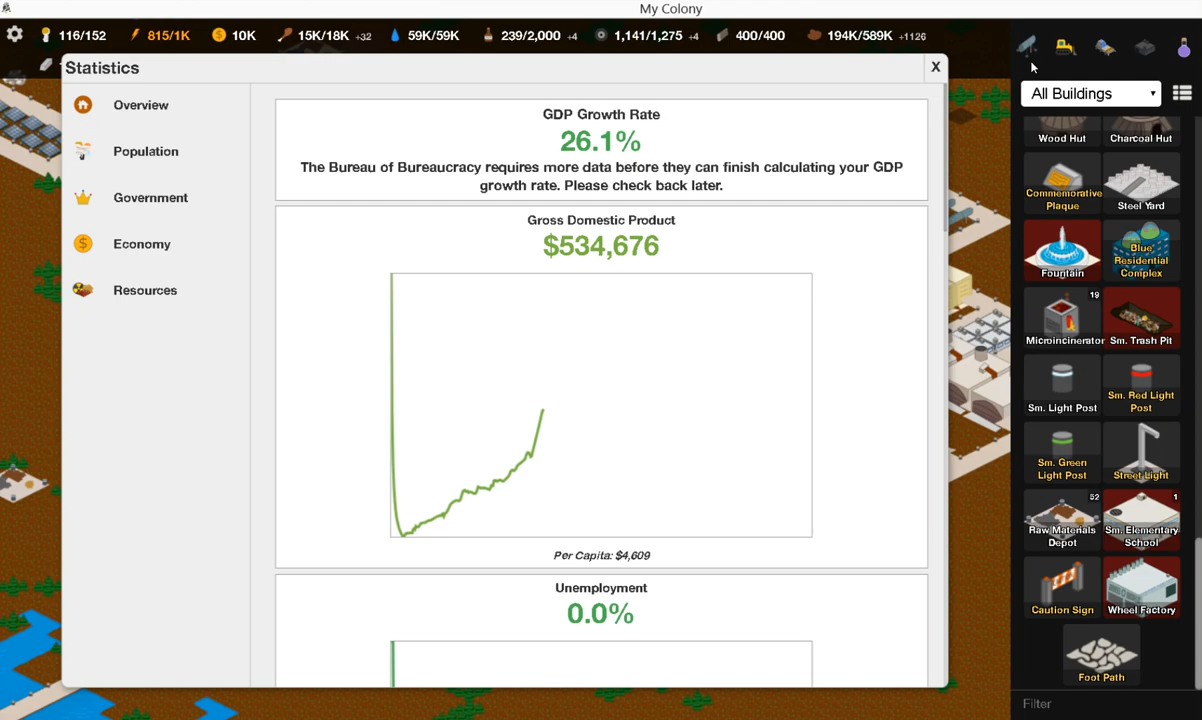 My Colony
116/152 815/1K 10K 15K/18K +32 59K/59K 239/2,000 +4 1,141/1,275 +4 400/400 194K/589K +1126
Statistics
X
Overview
Population
Government
Economy
Resources
GDP Growth Rate
26.1%
The Bureau of Bureaucracy requires more data before they can finish calculating your GDP
growth rate. Please check back later.
Gross Domestic Product
$534,676
Per Capita: $4,609
Unemployment
0.0%
All Buildings
Wood Hut
Charcoal Hut
Commemorative
Plaque
Steel Yard
Fountain
Blue
Residential
Complex
19
Microincinerator
Sm. Trash Pit
Sm. Light Post
Sm. Red Light
Post
Sm. Green
Light Post
Street Light
52
Raw Materials
Depot
1
Sm. Elementary
School
Caution Sign
Wheel Factory
Foot Path
Filter